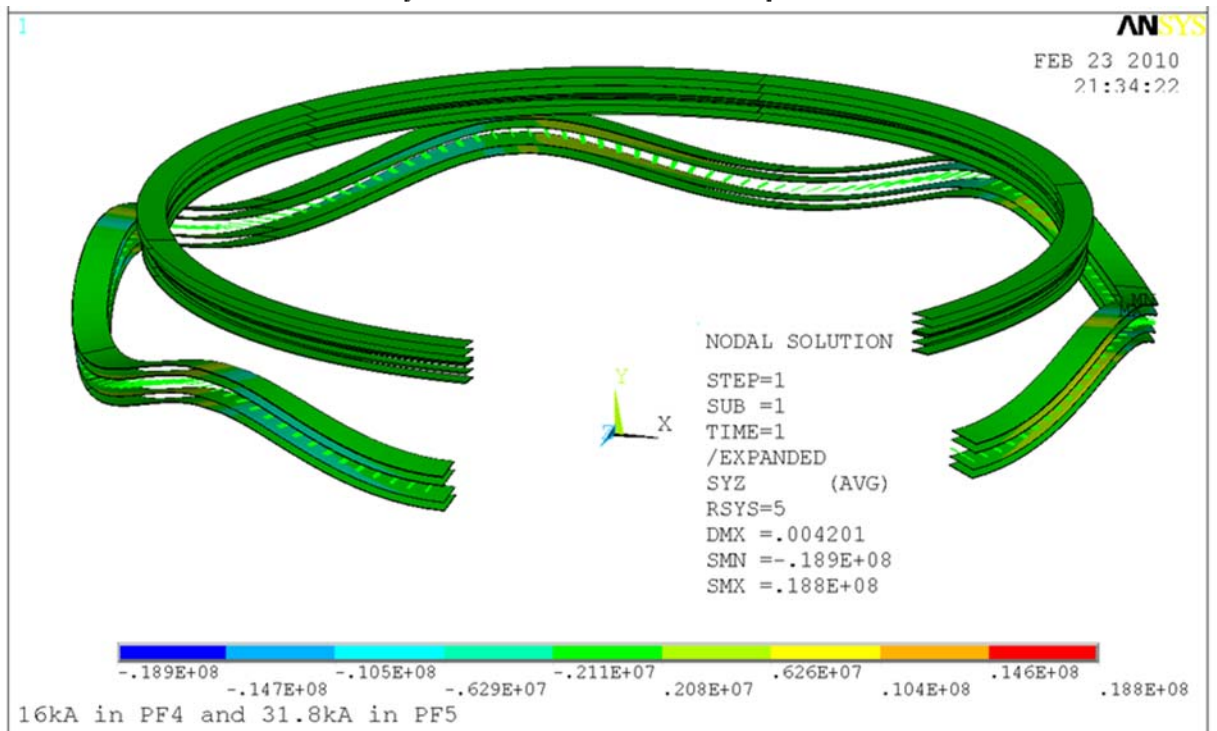 1
ANSYS
FEB 23 2010
21:34:22
MN
Y
Z
X
NODAL SOLUTION
STEP=1
SUB =1
TIME=1
/EXPANDED
SYZ (AVG)
RSYS=5
DMX =.004201
SMN =-.189E+08
SMX =.188E+08
-.189E+08 -.105E+08 -.211E+07 .626E+07 .146E+08
-.147E+08 -.629E+07 .208E+07 .104E+08 .188E+08
16kA in PF4 and 31.8kA in PF5